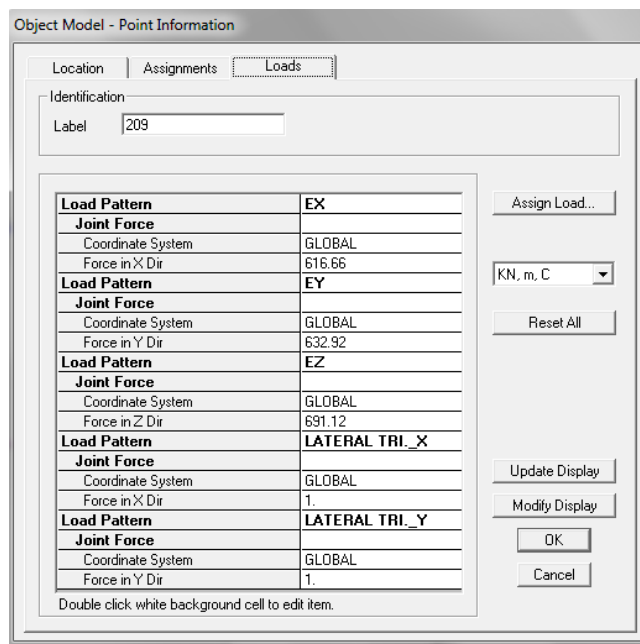 Object Model - Point Information
Location Assignments Loads
Identification
Label 209
Load Pattern EX
Joint Force
Coordinate System GLOBAL
Force in X Dir 616.66
Load Pattern EY
Joint Force
Coordinate System GLOBAL
Force in Y Dir 632.92
Load Pattern EZ
Joint Force
Coordinate System GLOBAL
Force in Z Dir 691.12
Load Pattern LATERAL TRI._X
Joint Force
Coordinate System GLOBAL
Force in X Dir 1.
Load Pattern LATERAL TRI._Y
Joint Force
Coordinate System GLOBAL
Force in Y Dir 1.
Double click white background cell to edit item.
Assign Load...
KN, m, C
Reset All
Update Display
Modify Display
OK
Cancel